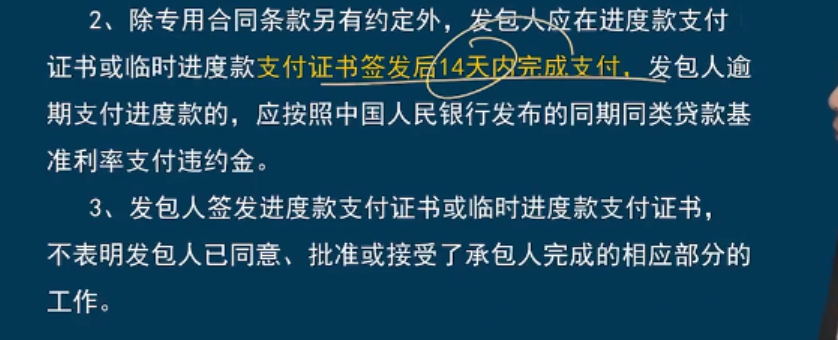 2、除专用合同条款另有约定外，发包人应在进度款支付
证书或临时进度款支付证书签发后14天内完成支付，发包人逾
期支付进度款的，应按照中国人民银行发布的同期同类贷款基
准利率支付违约金。
3、发包人签发进度款支付证书或临时进度款支付证书，
不表明发包人已同意、批准或接受了承包人完成的相应部分的
工作。